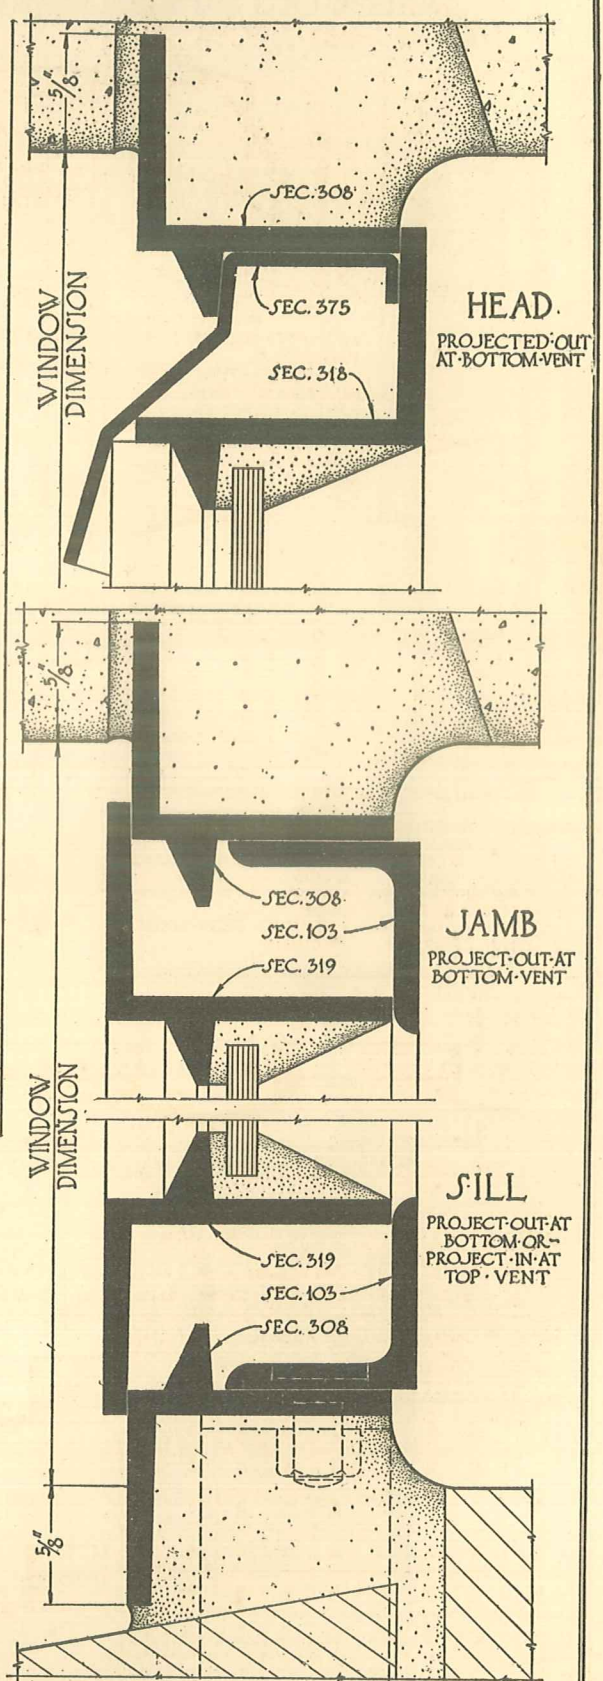 5/8"
SEC. 308
SEC. 375
SEC. 318
WINDOW
DIMENSION
HEAD.
PROJECTED·OUT
AT·BOTTOM·VENT
5/8"
SEC. 308
SEC. 103
SEC. 319
JAMB
PROJECT·OUT·AT
BOTTOM·VENT
WINDOW
DIMENSION
SILL
PROJECT·OUT·AT
BOTTOM·OR-
PROJECT·IN·AT
TOP·VENT
SEC. 319
SEC. 103
SEC. 308
5/8"